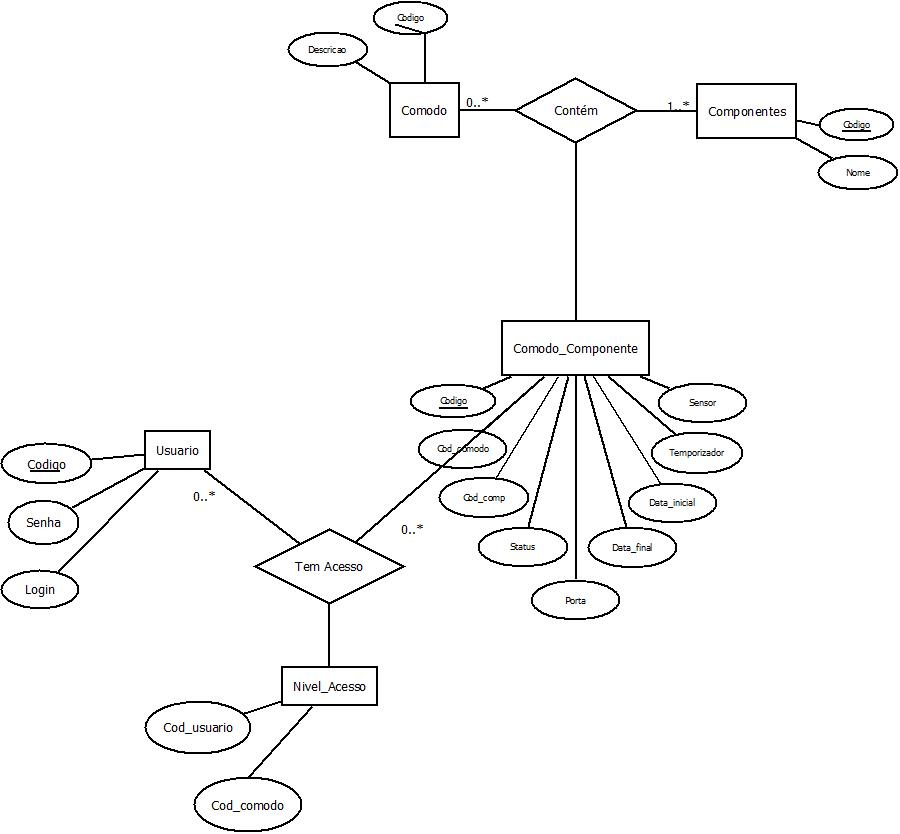 Codigo
Descricao
Comodo
0..*
Contém
1..*
Componentes
Codigo
Nome
Comodo_Componente
Codigo
Sensor
Cod_comodo
Temporizador
Cod_comp
Data_inicial
Status
Data_final
Porta
Usuario
Codigo
0..*
Senha
0..*
Tem Acesso
Login
Nivel_Acesso
Cod_usuario
Cod_comodo